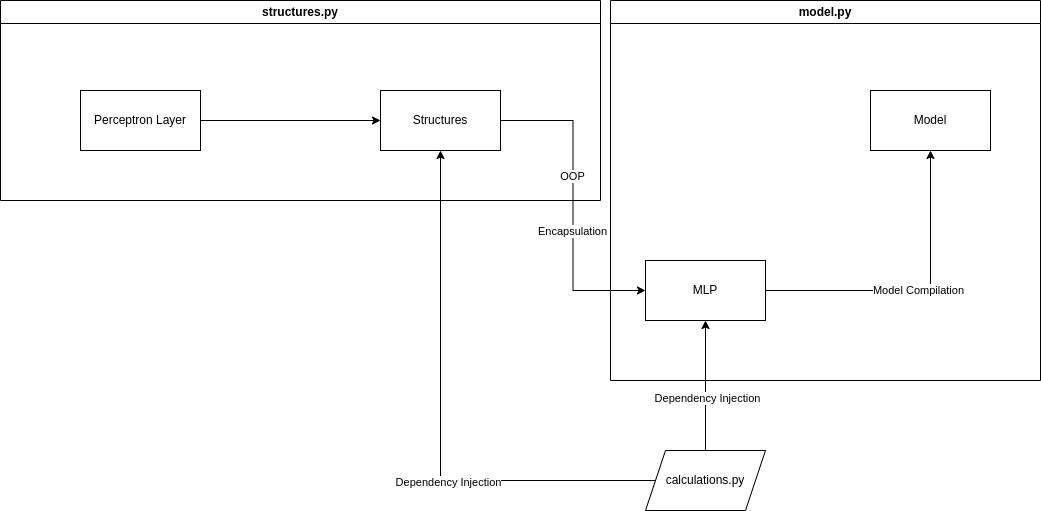 structures.py
model.py
Perceptron Layer
Structures
Model
OOP
Encapsulation
MLP
Model Compilation
Dependency Injection
calculations.py
Dependency Injection